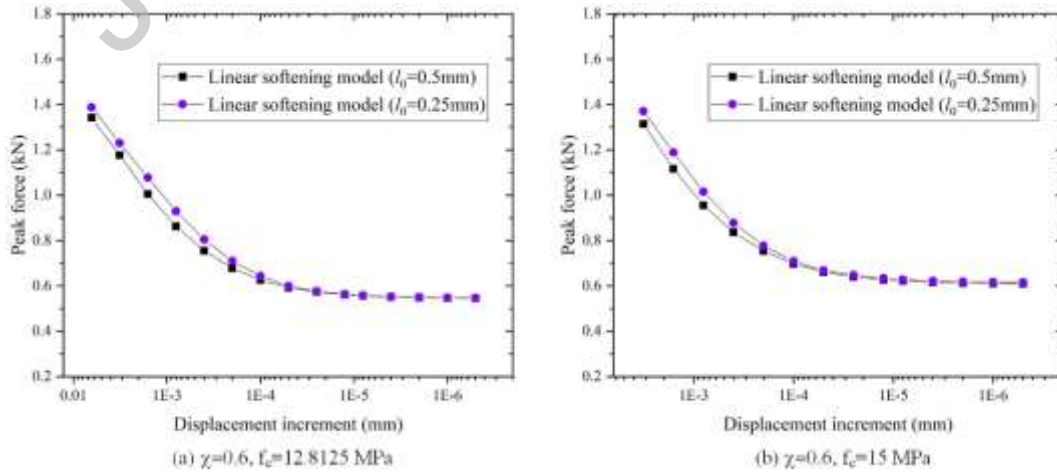 1.8
1.6
1.4
1.2
1.0
0.8
0.6
0.4
0.2
Peak force (kN)
Linear softening model (l₀=0.5mm)
Linear softening model (l₀=0.25mm)
0.01 1E-3 1E-4 1E-5 1E-6
Displacement increment (mm)
(a) χ=0.6, f_c=12.8125 MPa
1.8
1.6
1.4
1.2
1.0
0.8
0.6
0.4
0.2
Peak force (kN)
Linear softening model (l₀=0.5mm)
Linear softening model (l₀=0.25mm)
1E-3 1E-4 1E-5 1E-6
Displacement increment (mm)
(b) χ=0.6, f_c=15 MPa